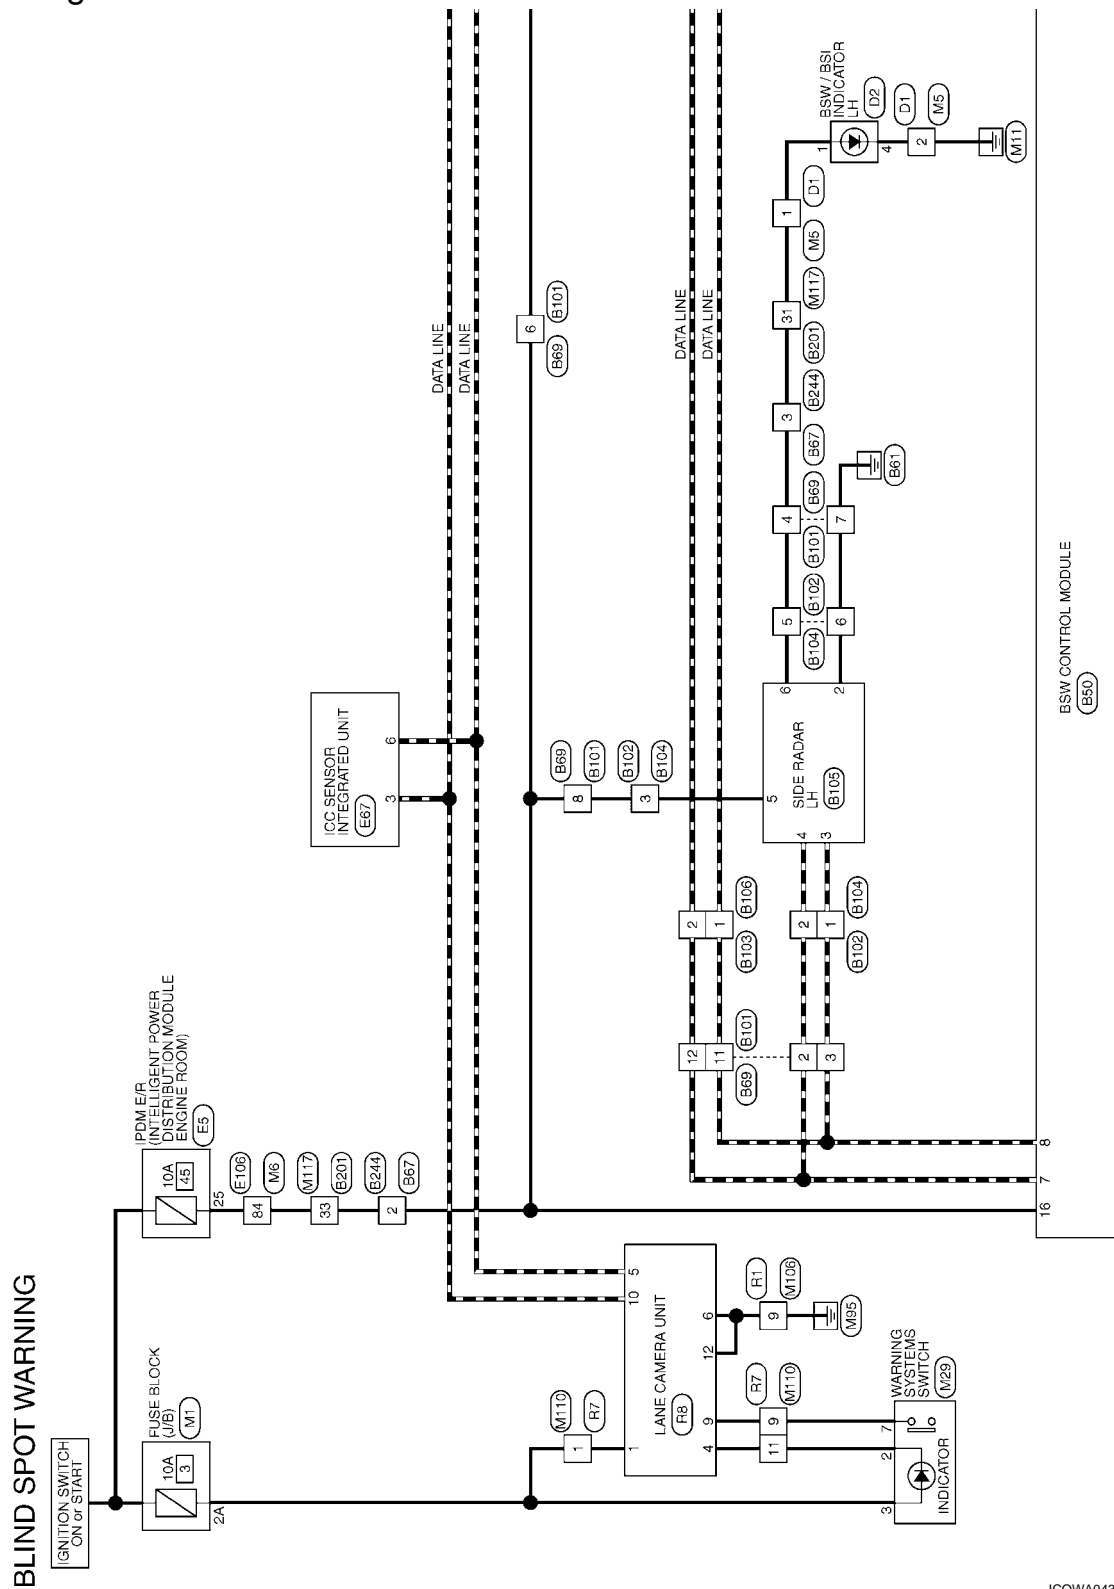 BLIND SPOT WARNING
IGNITION SWITCH
ON or START
FUSE BLOCK
(J/B)
M1
10A
3
2A
IPDM E/R
(INTELLIGENT POWER
DISTRIBUTION MODULE
ENGINE ROOM)
E5
10A
45
25
84
E106
M6
33
M117
B201
2
B244
B67
ICC SENSOR
INTEGRATED UNIT
E67
3
6
DATA LINE
DATA LINE
6
B69
B101
8
B69
B101
3
B102
B104
1
M110
R7
LANE CAMERA UNIT
R8
1
10
5
4
9
12
6
9
R1
M106
M95
11
9
R7
M110
WARNING
SYSTEMS
SWITCH
M29
3
2
7
INDICATOR
DATA LINE
DATA LINE
12
11
B69
B101
2
3
2
1
B103
B106
2
1
B102
B104
SIDE RADAR
LH
B105
4
3
5
6
2
5
6
B104
B102
4
7
B101
B69
B61
3
B67
B244
31
B201
M117
1
M5
D1
BSW / BSI
INDICATOR
LH
D2
1
4
2
D1
M5
M11
BSW CONTROL MODULE
B50
16
7
8